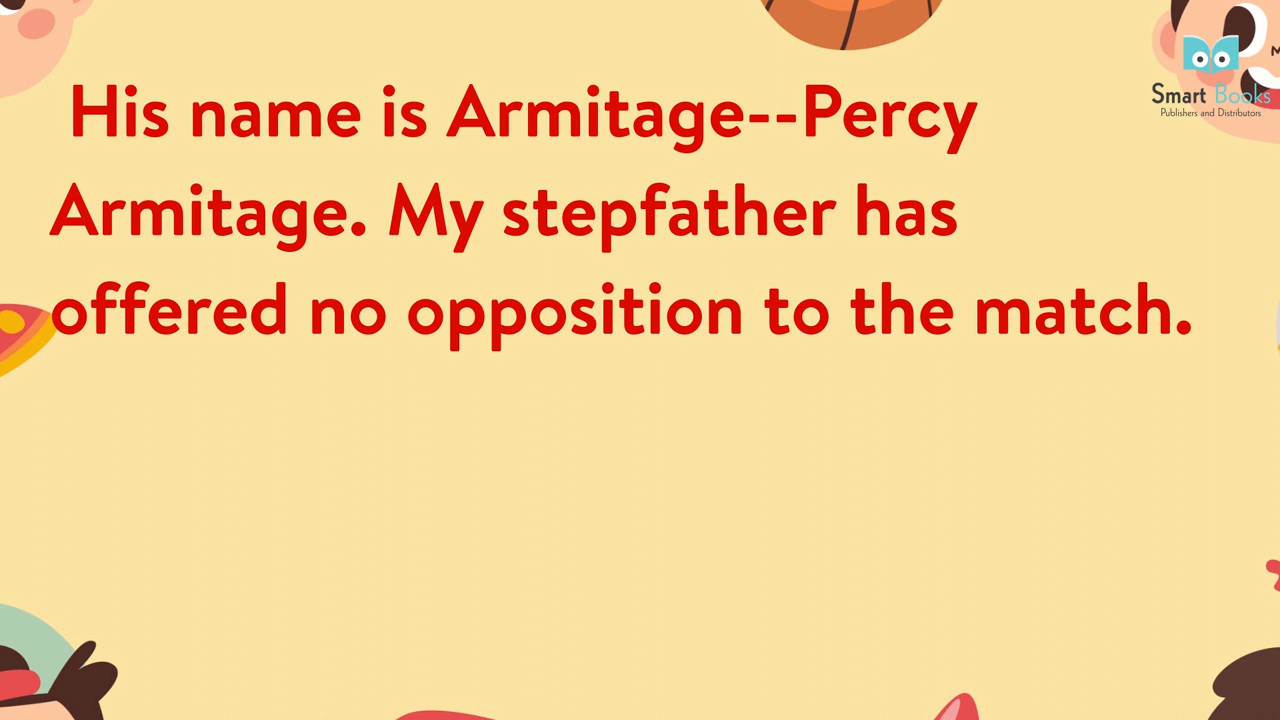 His name is Armitage--Percy
Armitage. My stepfather has
offered no opposition to the match.
Smart Books
Publishers and Distributors